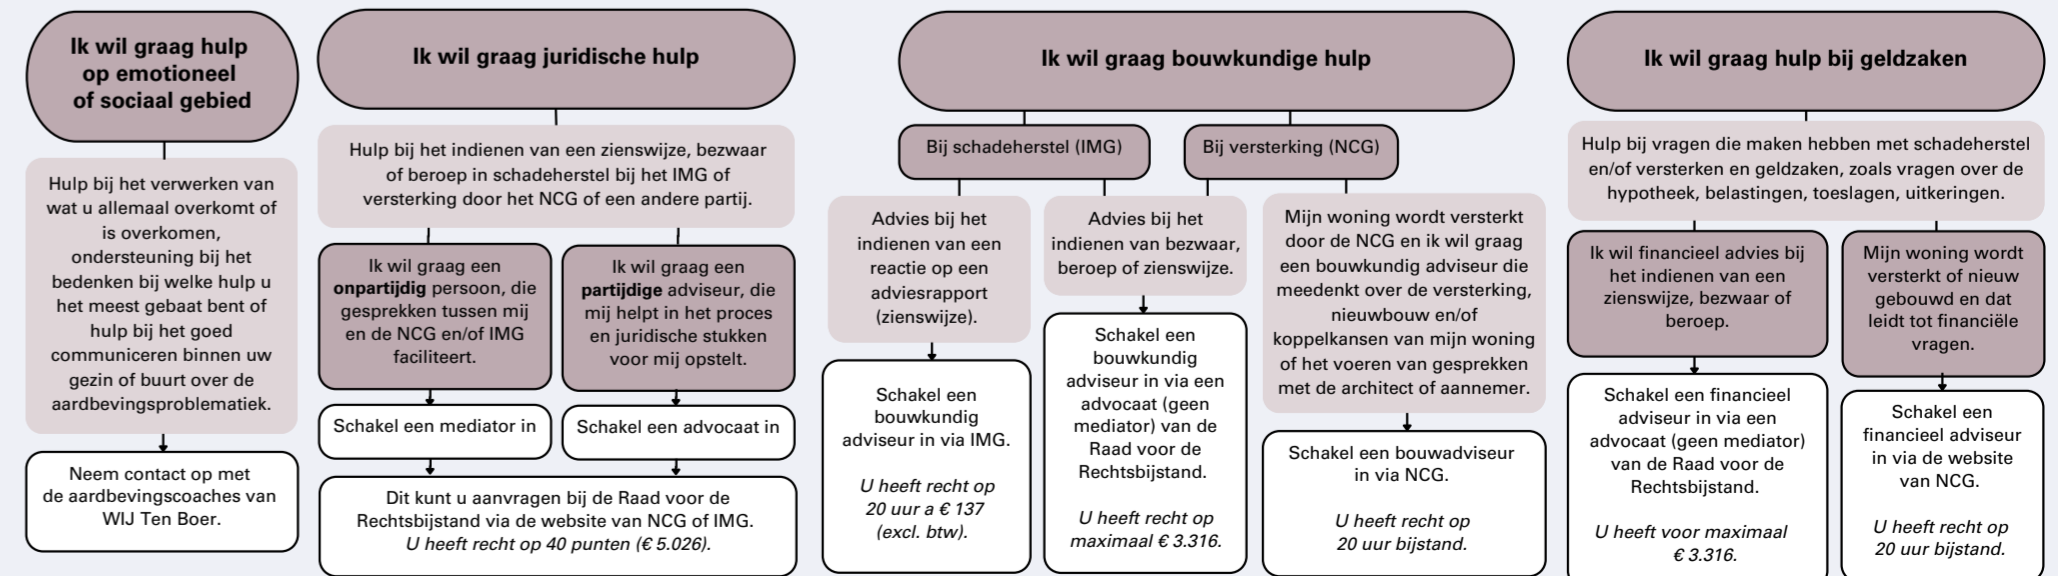 Ik wil graag hulp
op emotioneel
of sociaal gebied
Hulp bij het verwerken van
wat u allemaal overkomt of
is overkomen,
ondersteuning bij het
bedenken bij welke hulp u
het meest gebaat bent of
hulp bij het goed
communiceren binnen uw
gezin of buurt over de
aardbevingsproblematiek.
Neem contact op met
de aardbevingscoaches van
WIJ Ten Boer.
Ik wil graag juridische hulp
Hulp bij het indienen van een zienswijze, bezwaar
of beroep in schadeherstel bij het IMG of
versterking door het NCG of een andere partij.
Ik wil graag een
onpartijdig persoon, die
gesprekken tussen mij
en de NCG en/of IMG
faciliteert.
Schakel een mediator in
Ik wil graag een
partijdige adviseur, die
mij helpt in het proces
en juridische stukken
voor mij opstelt.
Schakel een advocaat in
Dit kunt u aanvragen bij de Raad voor de
Rechtsbijstand via de website van NCG of IMG.
U heeft recht op 40 punten (€ 5.026).
Ik wil graag bouwkundige hulp
Bij schadeherstel (IMG)
Bij versterking (NCG)
Advies bij het
indienen van een
reactie op een
adviesrapport
(zienswijze).
Schakel een
bouwkundig
adviseur in via IMG.
U heeft recht op
20 uur a € 137
(excl. btw).
Advies bij het
indienen van bezwaar,
beroep of zienswijze.
Schakel een
bouwkundig
adviseur in via een
advocaat (geen
mediator) van de
Raad voor de
Rechtsbijstand.
U heeft recht op
maximaal € 3.316.
Mijn woning wordt versterkt
door de NCG en ik wil graag
een bouwkundig adviseur die
meedenkt over de versterking,
nieuwbouw en/of
koppelkansen van mijn woning
of het voeren van gesprekken
met de architect of aannemer.
Schakel een bouwadviseur
in via NCG.
U heeft recht op
20 uur bijstand.
Ik wil graag hulp bij geldzaken
Hulp bij vragen die maken hebben met schadeherstel
en/of versterken en geldzaken, zoals vragen over de
hypotheek, belastingen, toeslagen, uitkeringen.
Ik wil financieel advies bij
het indienen van een
zienswijze, bezwaar of
beroep.
Schakel een financieel
adviseur in via een
advocaat (geen mediator)
van de Raad voor de
Rechtsbijstand.
U heeft voor maximaal
€ 3.316.
Mijn woning wordt
versterkt of nieuw
gebouwd en dat
leidt tot financiële
vragen.
Schakel een
financieel adviseur
in via de website
van NCG.
U heeft recht op
20 uur bijstand.